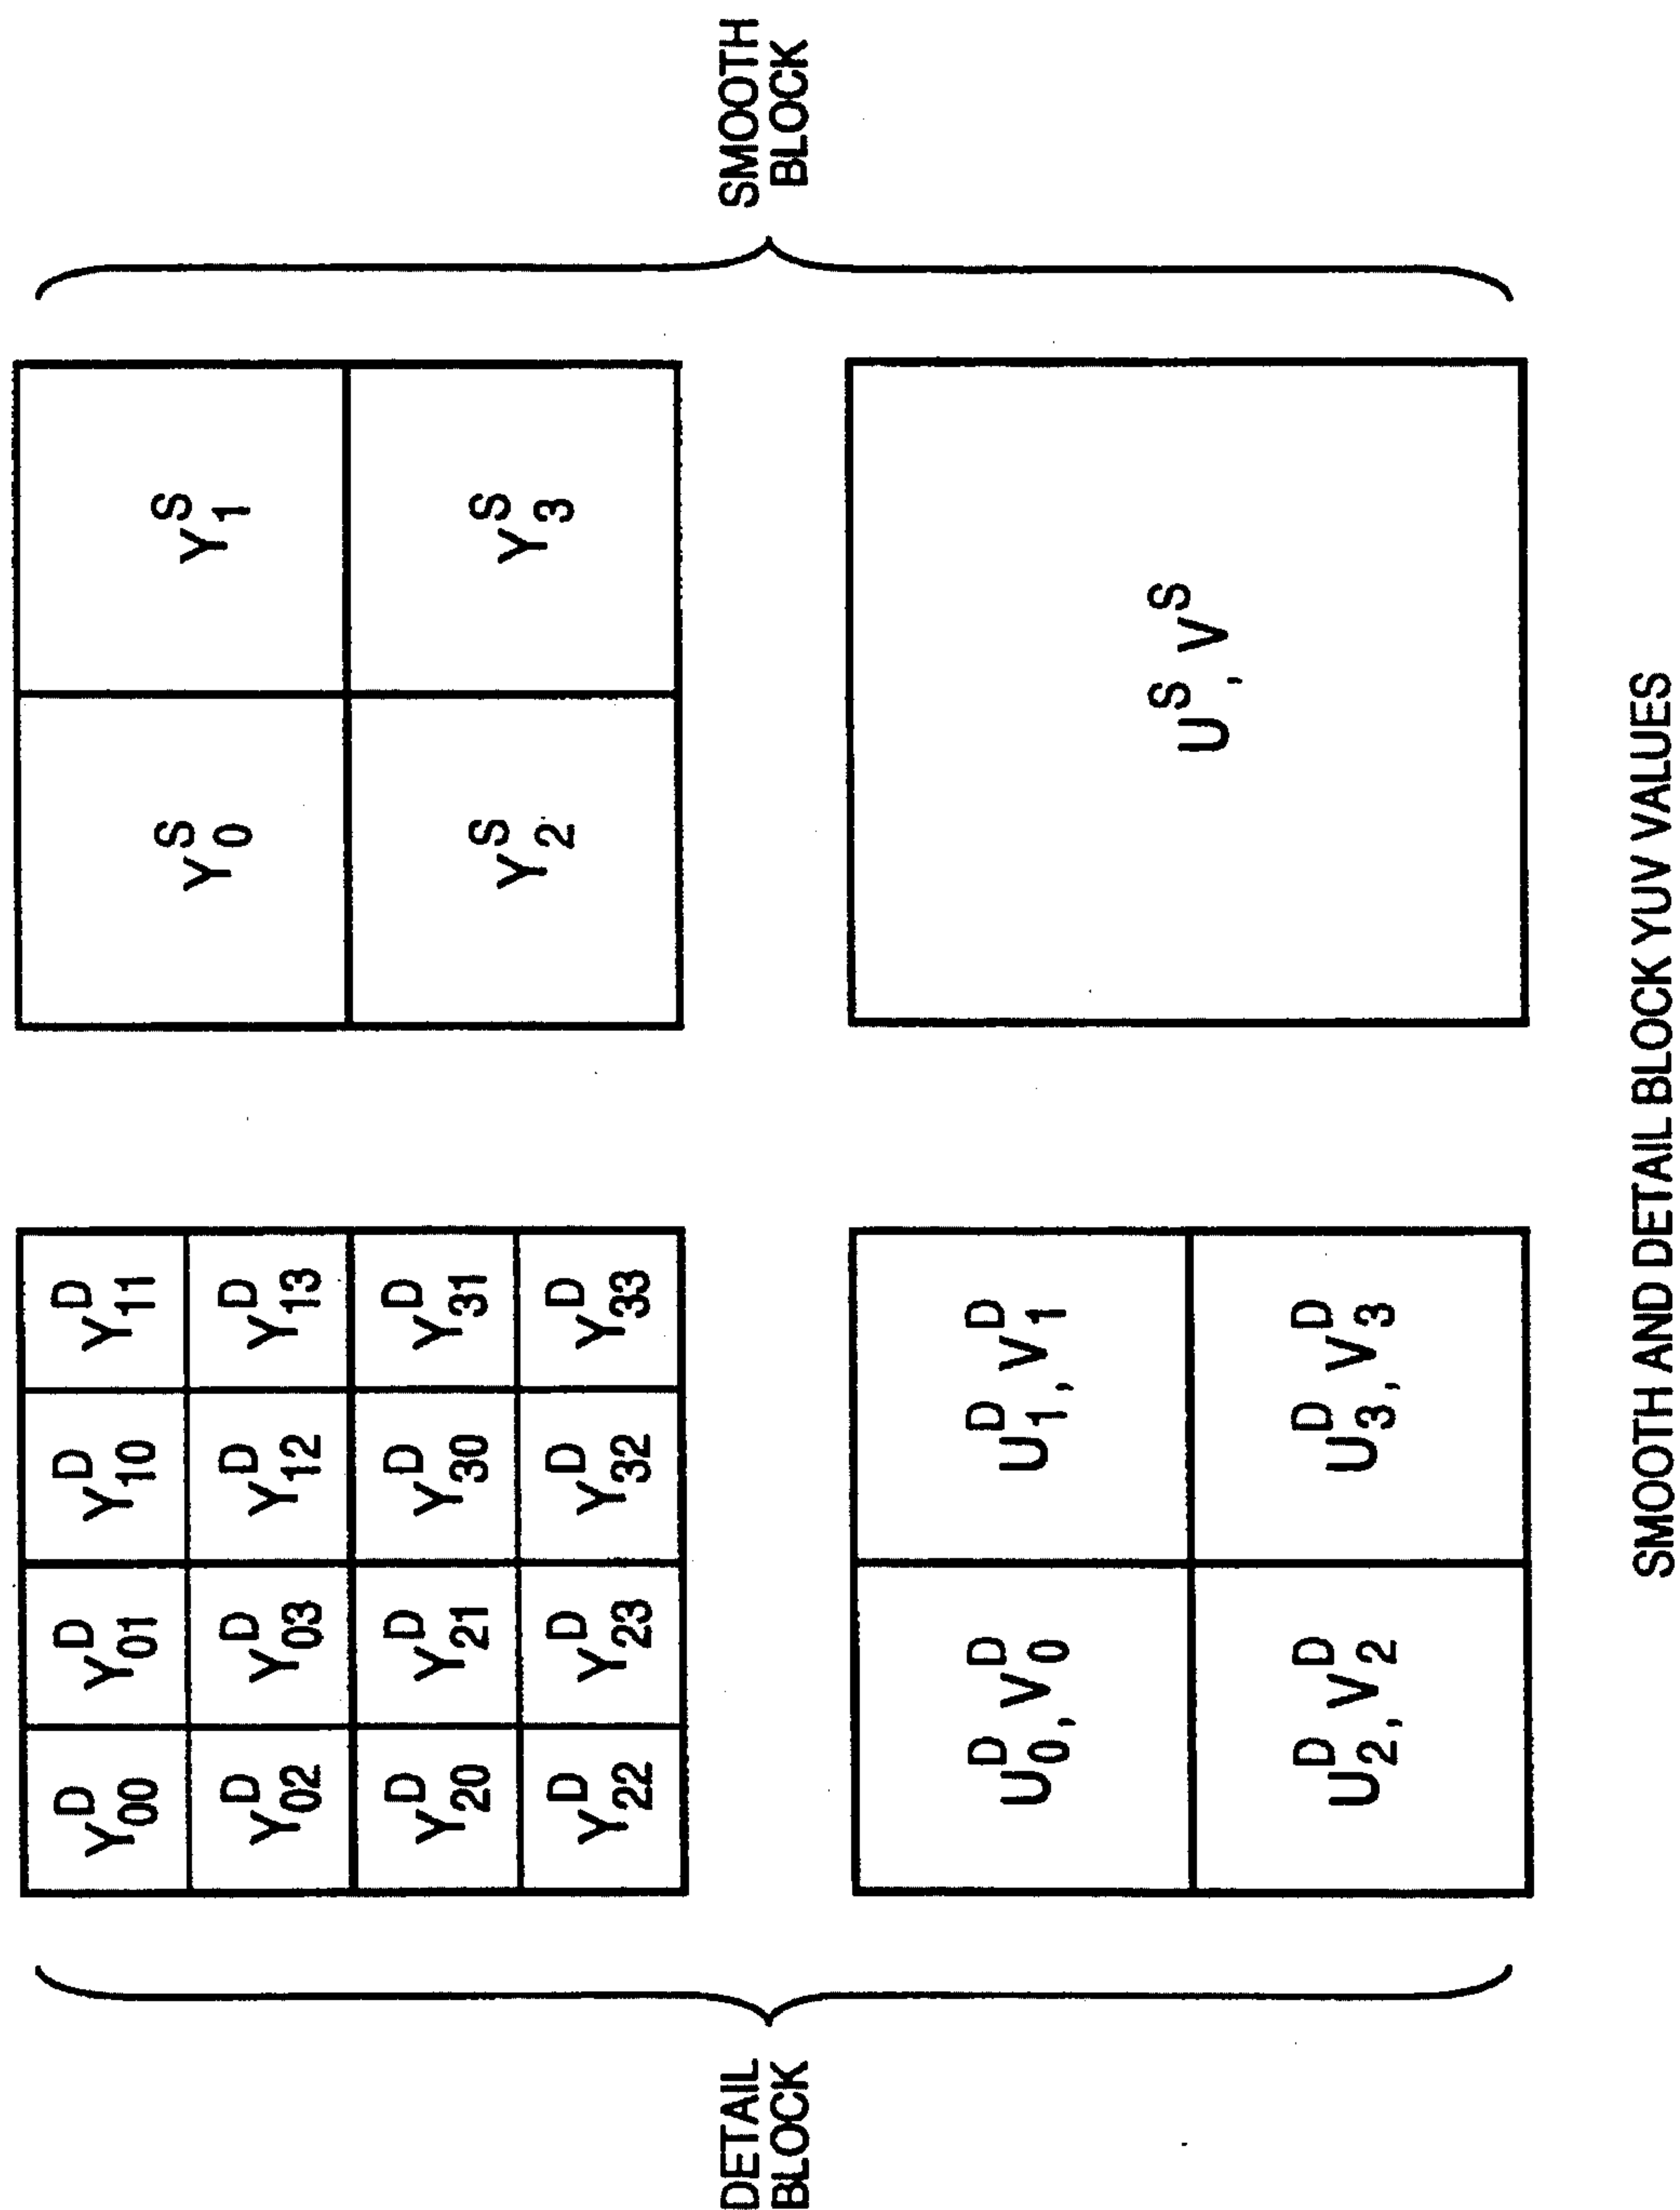 DETAIL
BLOCK
Y^D_00 Y^D_01 Y^D_10 Y^D_11
Y^D_02 Y^D_03 Y^D_12 Y^D_13
Y^D_20 Y^D_21 Y^D_30 Y^D_31
Y^D_22 Y^D_23 Y^D_32 Y^D_33
U^D_0, V^D_0 U^D_1, V^D_1
U^D_2, V^D_2 U^D_3, V^D_3
Y^S_0 Y^S_1
Y^S_2 Y^S_3
U^S, V^S
SMOOTH
BLOCK
SMOOTH AND DETAIL BLOCK YUV VALUES